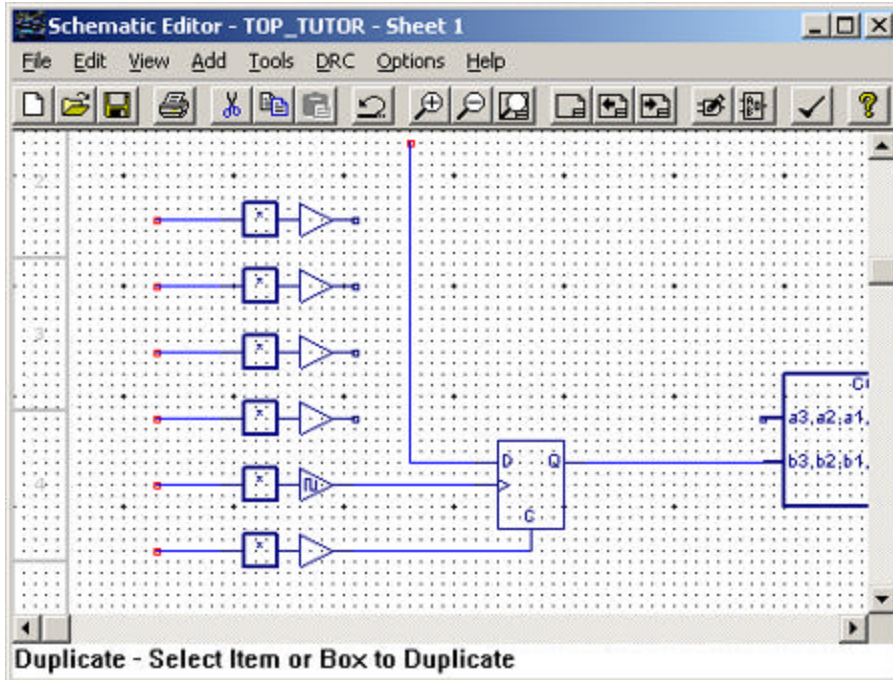 Schematic Editor - TOP_TUTOR - Sheet 1
File Edit View Add Tools DRC Options Help
2
3
C
a3,a2,a1,
D Q
b3,b2,b1,
4
C
Duplicate - Select Item or Box to Duplicate